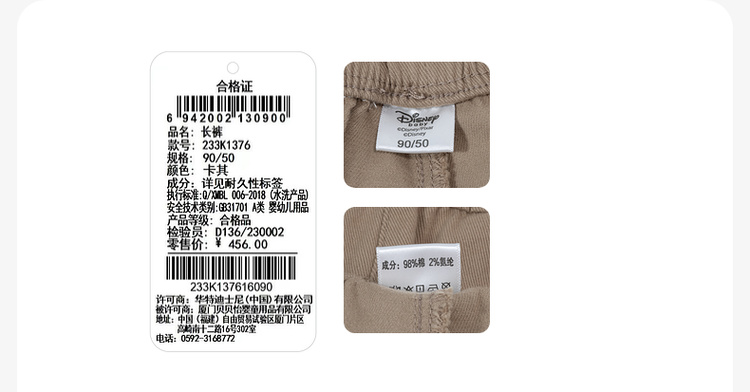 合格证
6 942002 130900
品名: 长裤
款号: 233K1376
规格: 90/50
颜色: 卡其
成分: 详见耐久性标签
执行标准:Q/XMBL 006-2018 (水洗产品)
安全技术类别:GB31701 A类 婴幼儿用品
产品等级: 合格品
检验员: D136/230002
零售价: ¥ 456.00
233K137616090
许可商: 华特迪士尼(中国)有限公司
被许可商: 厦门贝贝怡婴童用品有限公司
地址: 中国(福建)自由贸易试验区厦门片区
高崎南十二路16号302室
电话: 0592-3168772
Disney
baby
©Disney/Pixar
©Disney
90/50
成分: 98%棉 2%氨纶